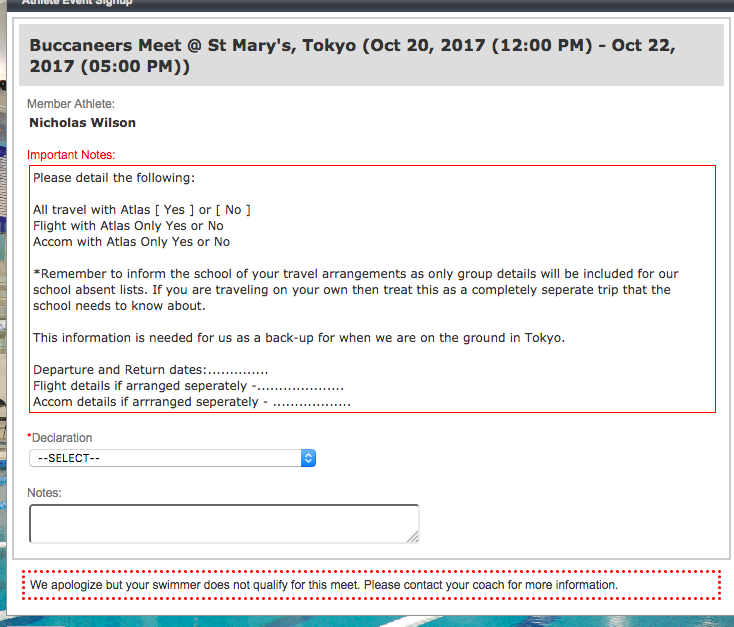 Athlete Event Signup
Buccaneers Meet @ St Mary's, Tokyo (Oct 20, 2017 (12:00 PM) - Oct 22,
2017 (05:00 PM))
Member Athlete:
Nicholas Wilson
Important Notes:
Please detail the following:
All travel with Atlas [ Yes ] or [ No ]
Flight with Atlas Only Yes or No
Accom with Atlas Only Yes or No
*Remember to inform the school of your travel arrangements as only group details will be included for our
school absent lists. If you are traveling on your own then treat this as a completely seperate trip that the
school needs to know about.
This information is needed for us as a back-up for when we are on the ground in Tokyo.
Departure and Return dates:..............
Flight details if arranged seperately -....................
Accom details if arrranged seperately - ..................
*Declaration
--SELECT--
Notes:
We apologize but your swimmer does not qualify for this meet. Please contact your coach for more information.